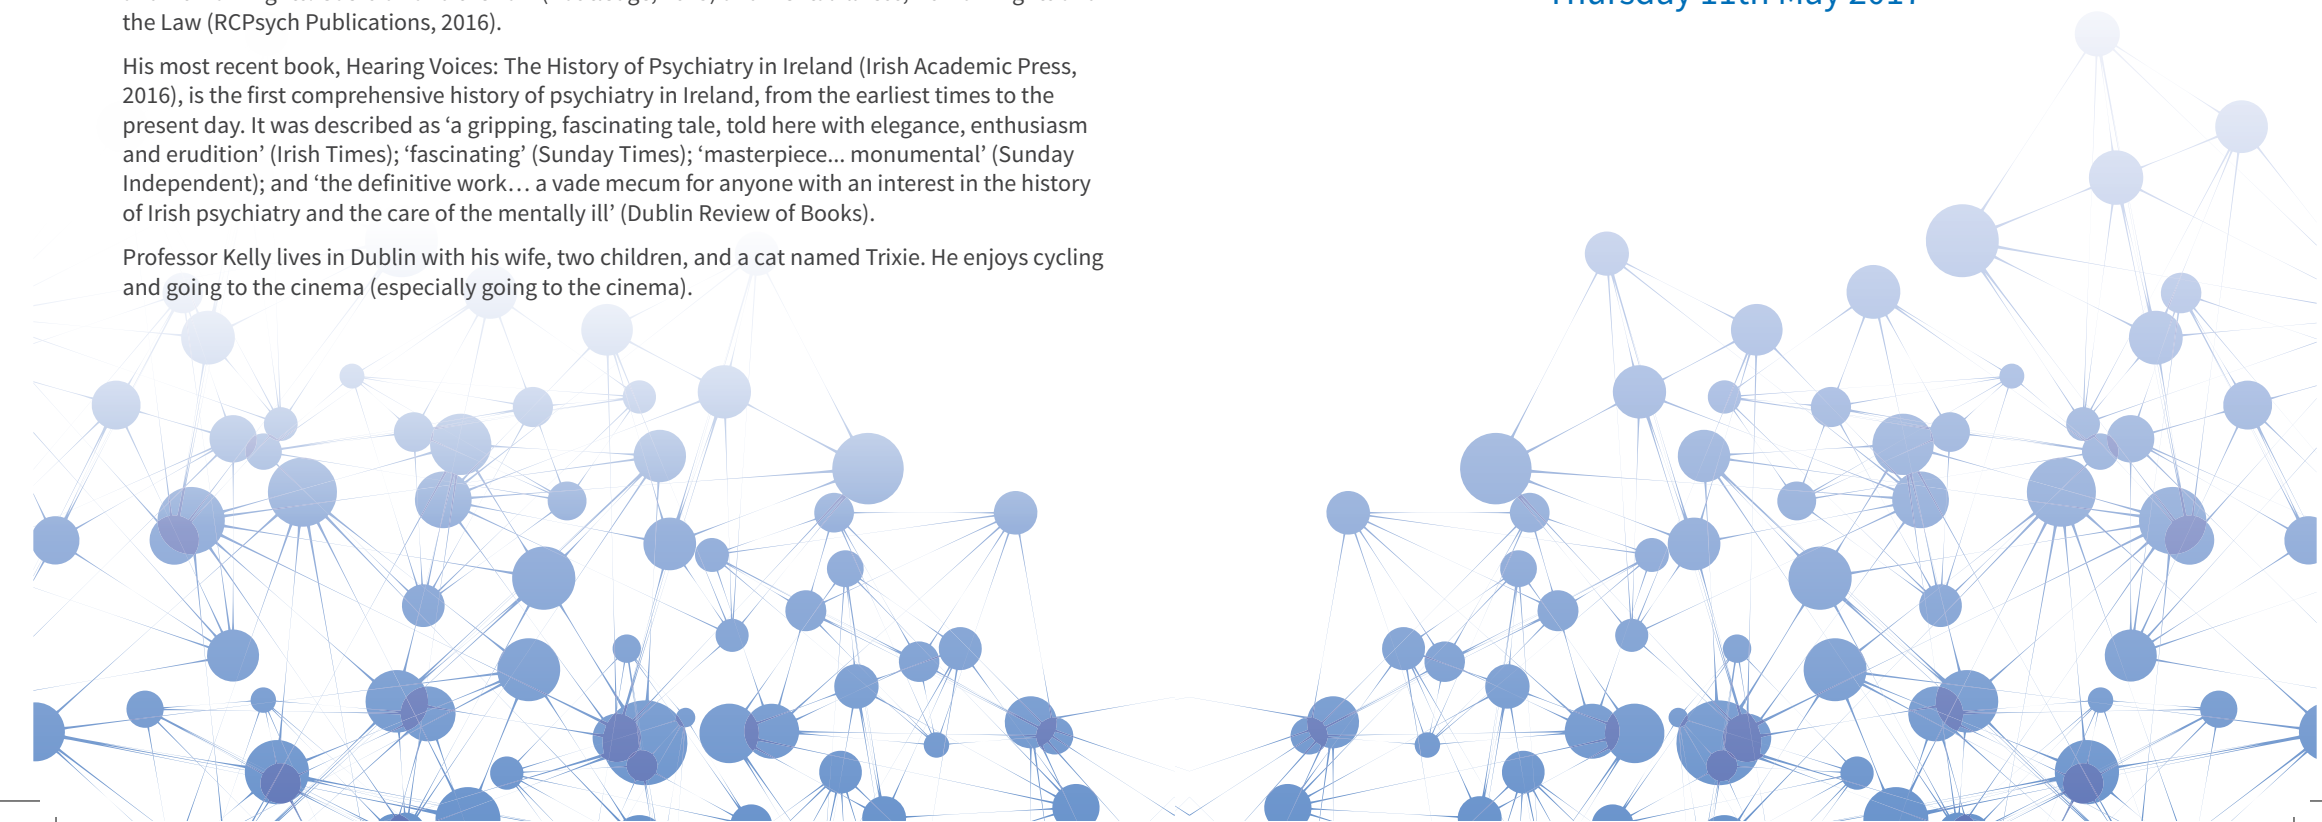 the Law (RCPsych Publications, 2016).
His most recent book, Hearing Voices: The History of Psychiatry in Ireland (Irish Academic Press,
2016), is the first comprehensive history of psychiatry in Ireland, from the earliest times to the
present day. It was described as ‘a gripping, fascinating tale, told here with elegance, enthusiasm
and erudition’ (Irish Times); ‘fascinating’ (Sunday Times); ‘masterpiece... monumental’ (Sunday
Independent); and ‘the definitive work… a vade mecum for anyone with an interest in the history
of Irish psychiatry and the care of the mentally ill’ (Dublin Review of Books).
Professor Kelly lives in Dublin with his wife, two children, and a cat named Trixie. He enjoys cycling
and going to the cinema (especially going to the cinema).
Thursday 11th May 2017